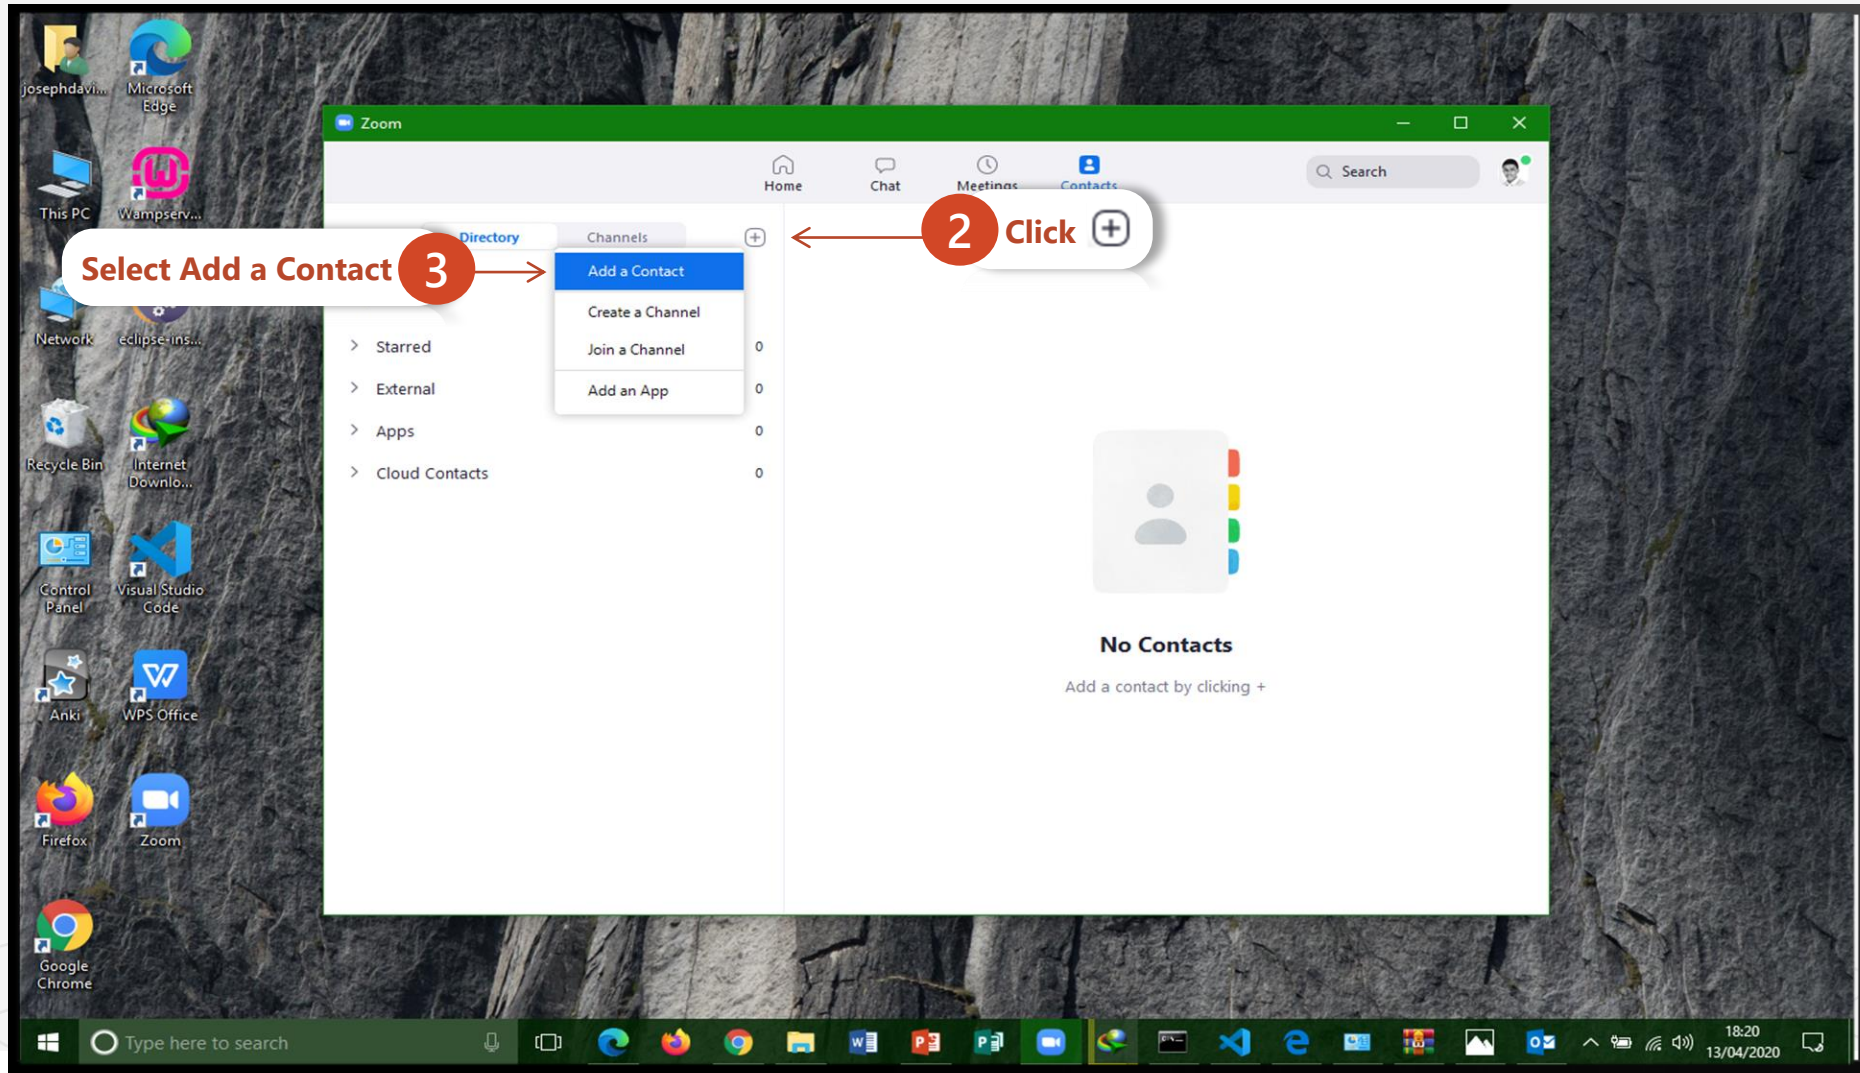 josephdavi...
Microsoft
Edge
This PC
Wampserv...
Network
eclipse-ins...
Recycle Bin
Internet
Downlo...
Control
Panel
Visual Studio
Code
Anki
WPS Office
Firefox
Zoom
Google
Chrome
Zoom
Home
Chat
Meetings
Contacts
Search
Directory
Channels
2 Click
Select Add a Contact 3
Add a Contact
Create a Channel
Join a Channel
Add an App
Starred 0
External 0
Apps 0
Cloud Contacts 0
No Contacts
Add a contact by clicking +
Type here to search
18:20
13/04/2020